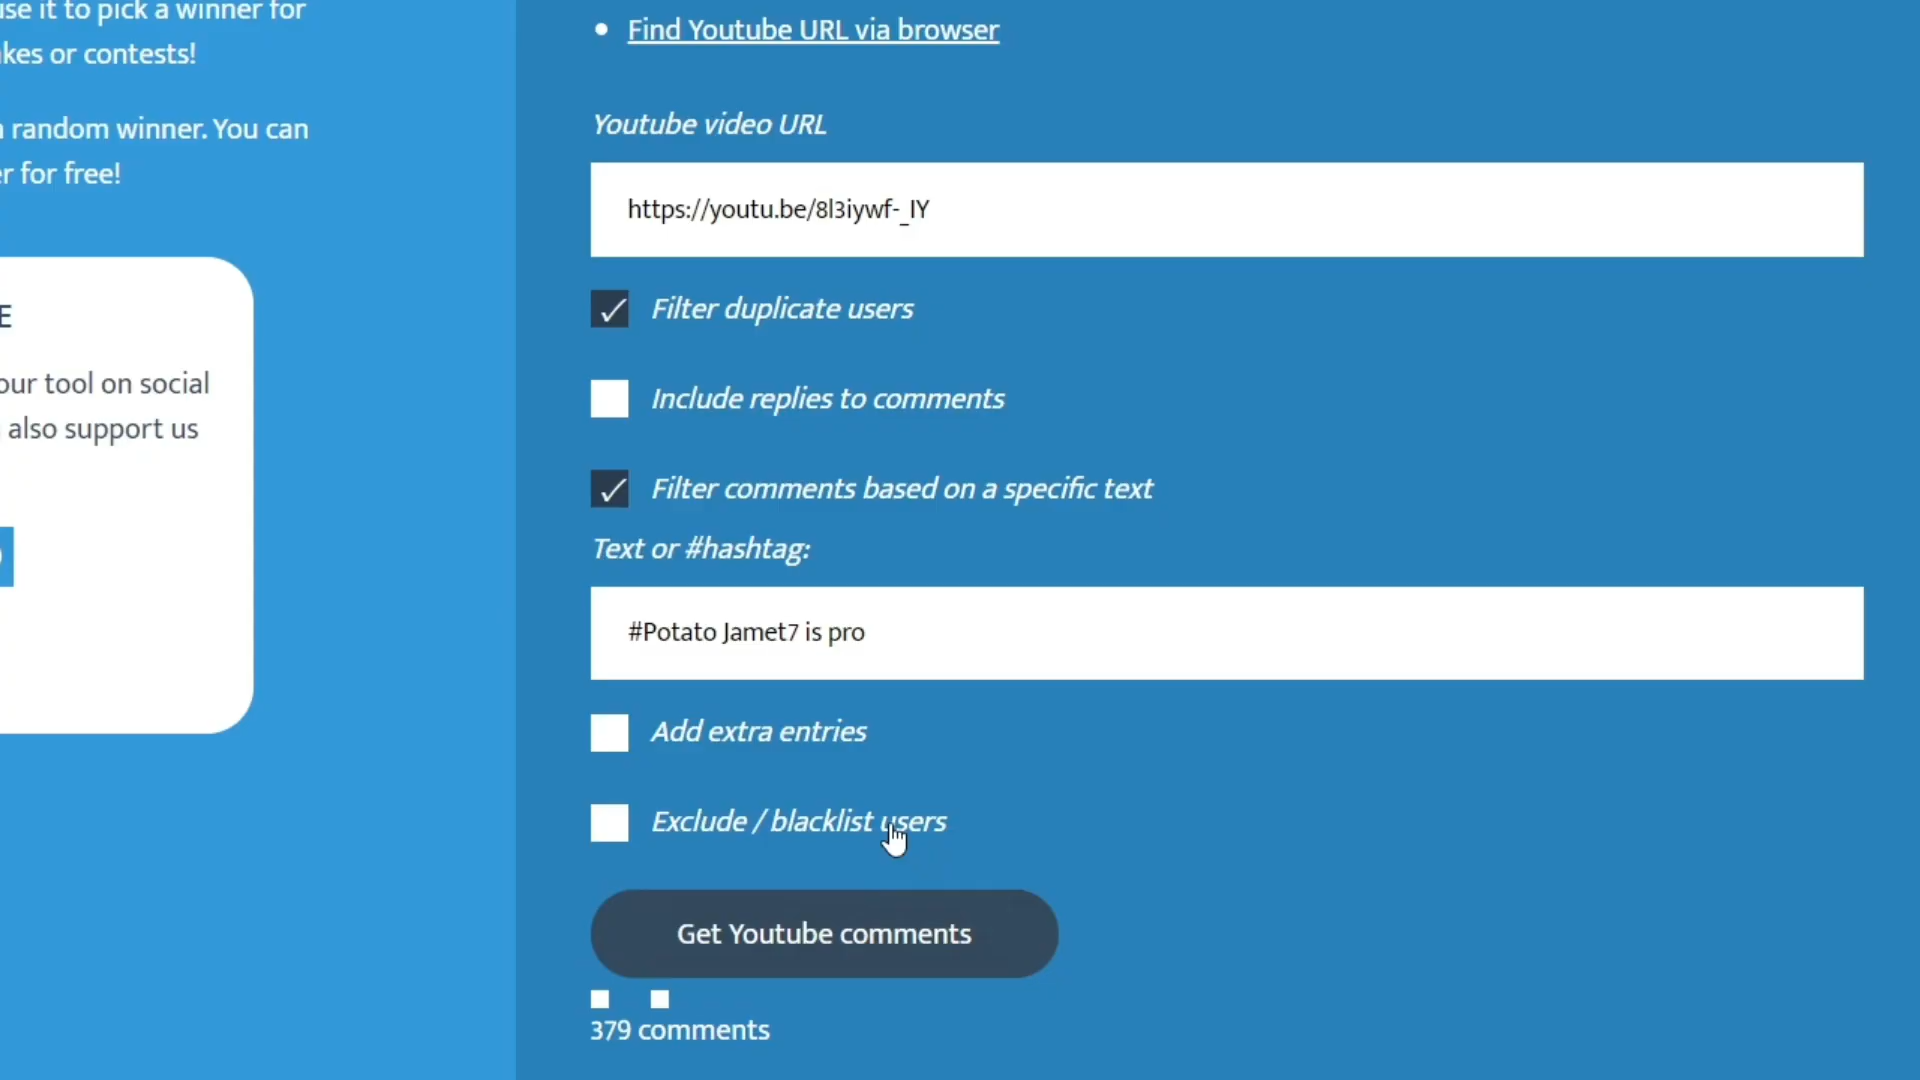 use it to pick a winner for
kes or contests!
random winner. You can
for free!
E
our tool on social
also support us
Find Youtube URL via browser
Youtube video URL
https://youtu.be/8l3iywf-_IY
Filter duplicate users
Include replies to comments
Filter comments based on a specific text
Text or #hashtag:
#Potato Jamet7 is pro
Add extra entries
Exclude / blacklist users
Get Youtube comments
379 comments